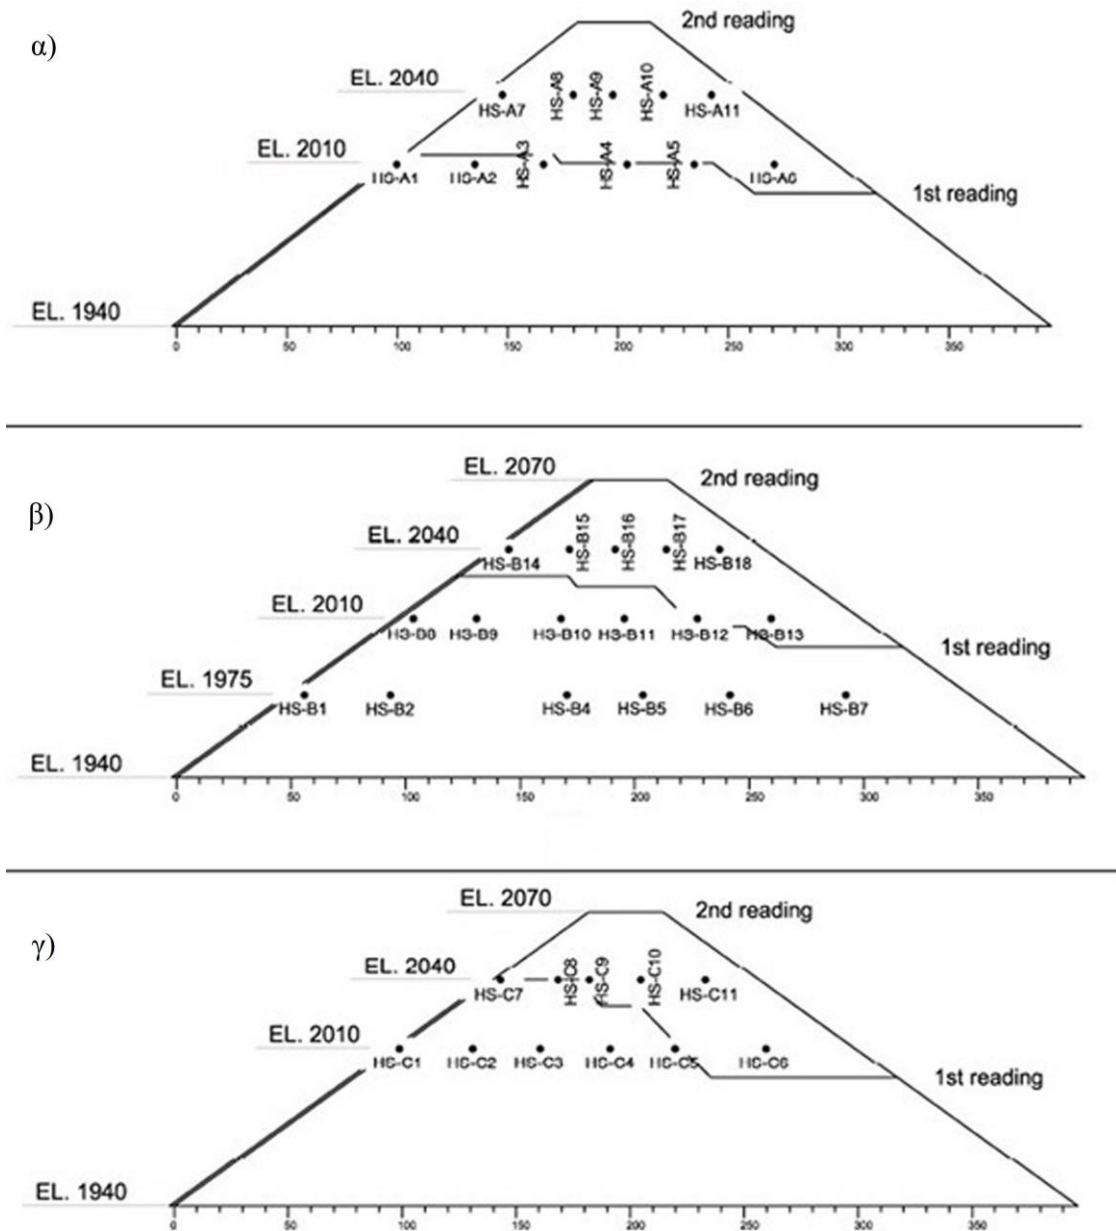 α)
2nd reading
EL. 2040
HS-A7
HS-A8
HS-A9
HS-A10
HS-A11
EL. 2010
HS-A1
HS-A2
HS-A3
HS-A4
HS-A5
HS-A6
1st reading
EL. 1940
0 50 100 150 200 250 300 350
β)
EL. 2070
2nd reading
EL. 2040
HS-B14
HS-B15
HS-B16
HS-B17
HS-B18
EL. 2010
HS-B8 HS-B9 HS-B10 HS-B11 HS-B12 HS-B13
1st reading
EL. 1975
HS-B1 HS-B2 HS-B4 HS-B5 HS-B6 HS-B7
EL. 1940
0 50 100 150 200 250 300 350
γ)
EL. 2070
2nd reading
EL. 2040
HS-C7
HS-C8
HS-C9
HS-C10
HS-C11
EL. 2010
HS-C1 HS-C2 HS-C3 HS-C4 HS-C5 HS-C6
1st reading
EL. 1940
0 50 100 150 200 250 300 350